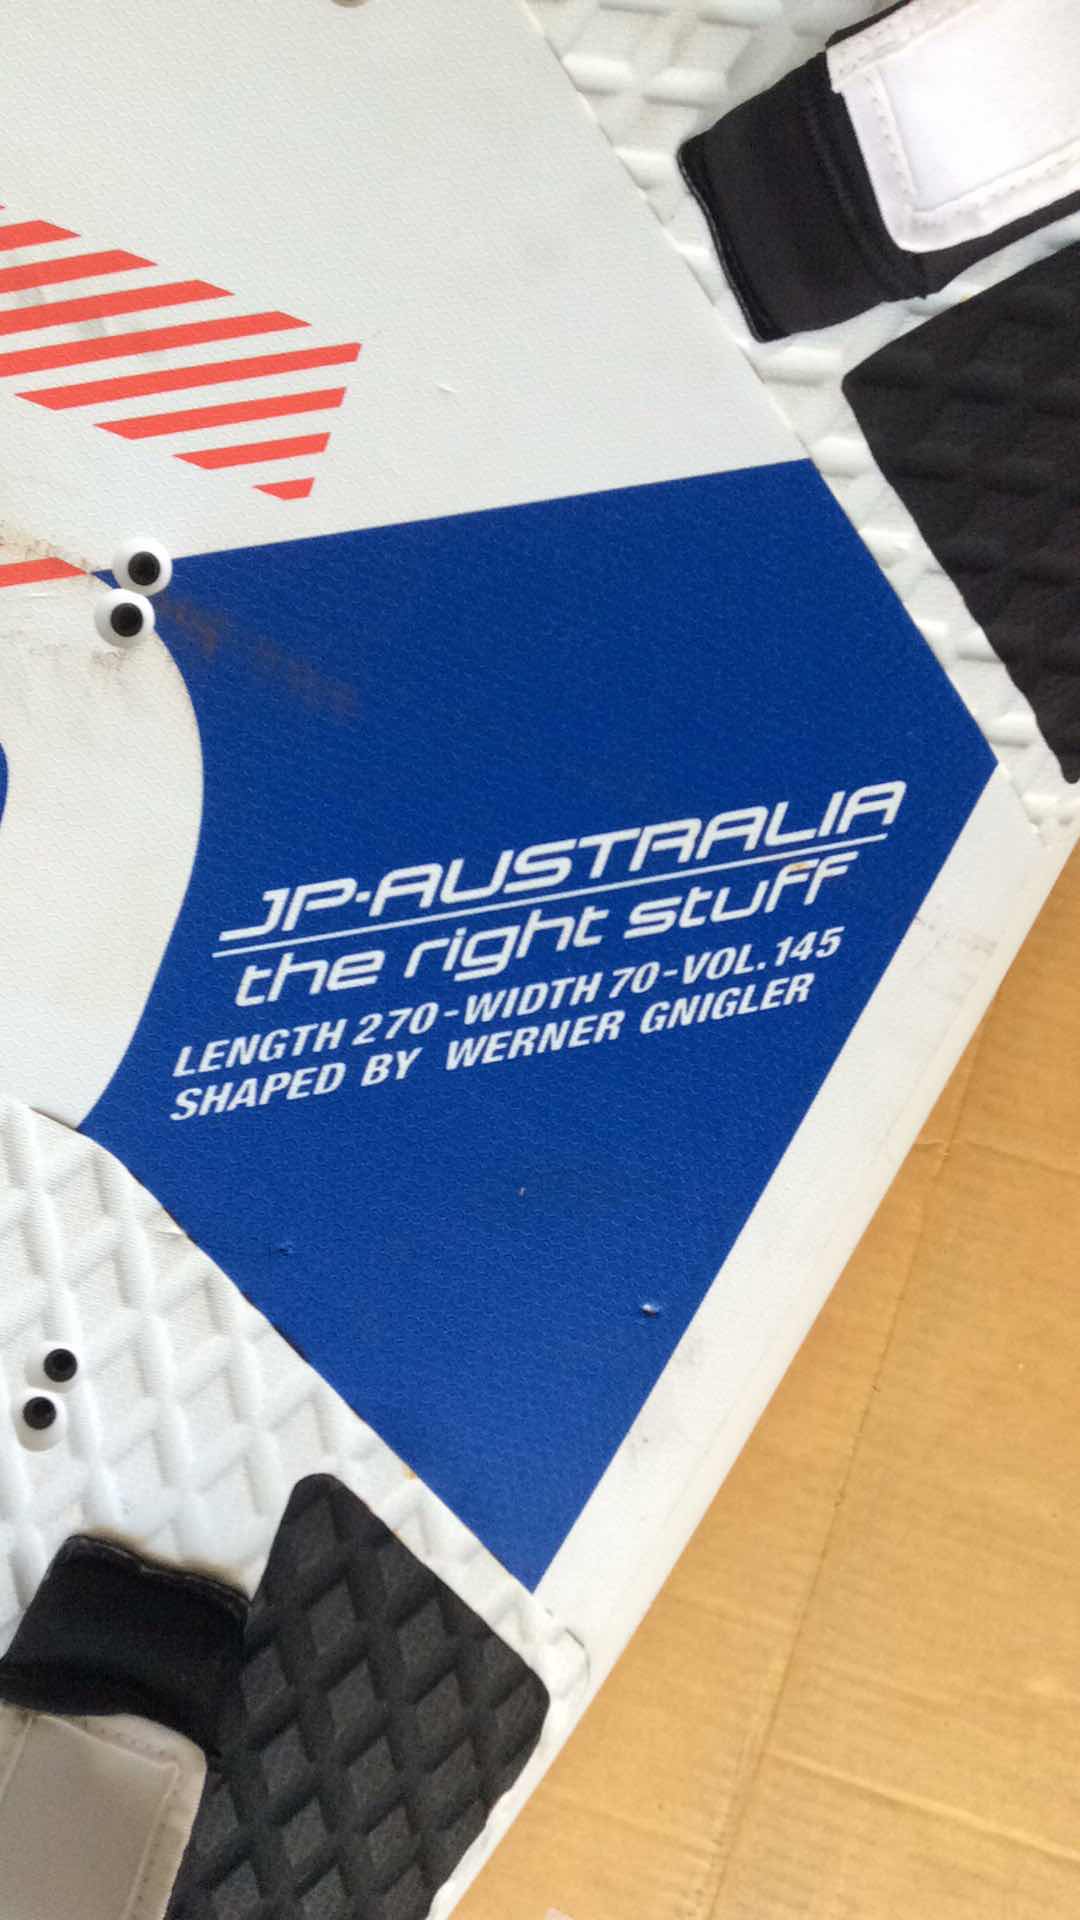 JP-AUSTRALIA
the right stuff
LENGTH 270-WIDTH 70-VOL.145
SHAPED BY WERNER GNIGLER